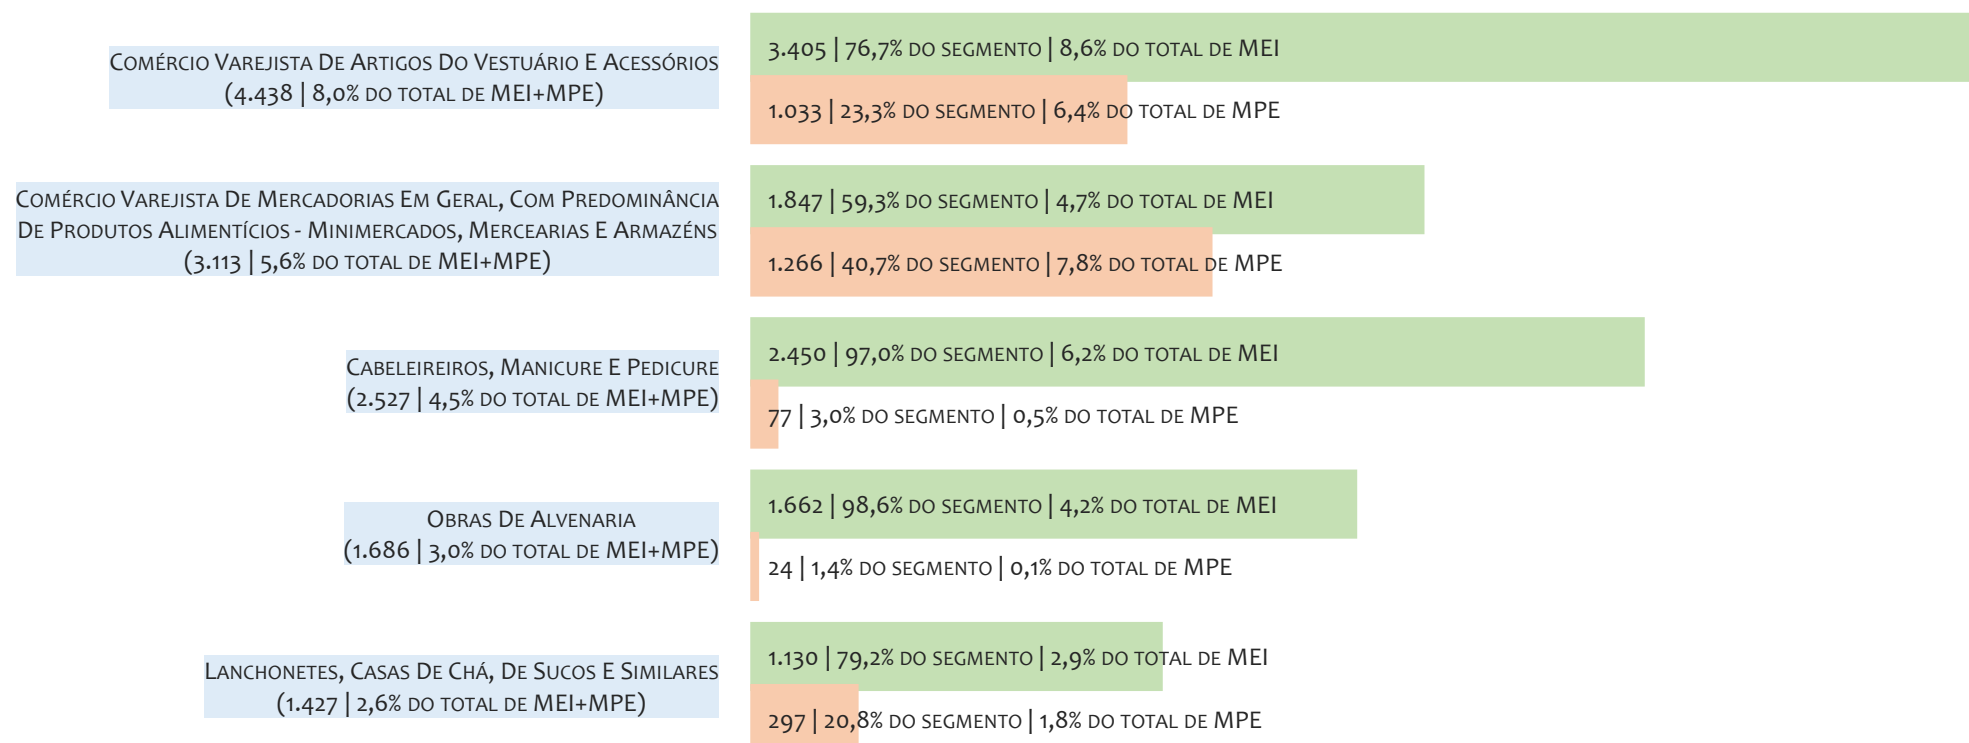 Comércio Varejista De Artigos Do Vestuário E Acessórios
(4.438 | 8,0% do total de MEI+MPE)
3.405 | 76,7% do segmento | 8,6% do total de MEI
1.033 | 23,3% do segmento | 6,4% do total de MPE
Comércio Varejista De Mercadorias Em Geral, Com Predominância
De Produtos Alimentícios - Minimercados, Mercearias E Armazéns
(3.113 | 5,6% do total de MEI+MPE)
1.847 | 59,3% do segmento | 4,7% do total de MEI
1.266 | 40,7% do segmento | 7,8% do total de MPE
Cabeleireiros, Manicure E Pedicure
(2.527 | 4,5% do total de MEI+MPE)
2.450 | 97,0% do segmento | 6,2% do total de MEI
77 | 3,0% do segmento | 0,5% do total de MPE
Obras De Alvenaria
(1.686 | 3,0% do total de MEI+MPE)
1.662 | 98,6% do segmento | 4,2% do total de MEI
24 | 1,4% do segmento | 0,1% do total de MPE
Lanchonetes, Casas De Chá, De Sucos E Similares
(1.427 | 2,6% do total de MEI+MPE)
1.130 | 79,2% do segmento | 2,9% do total de MEI
297 | 20,8% do segmento | 1,8% do total de MPE